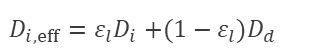 D_{i,eff} = ε_l D_i + (1 − ε_l)D_d